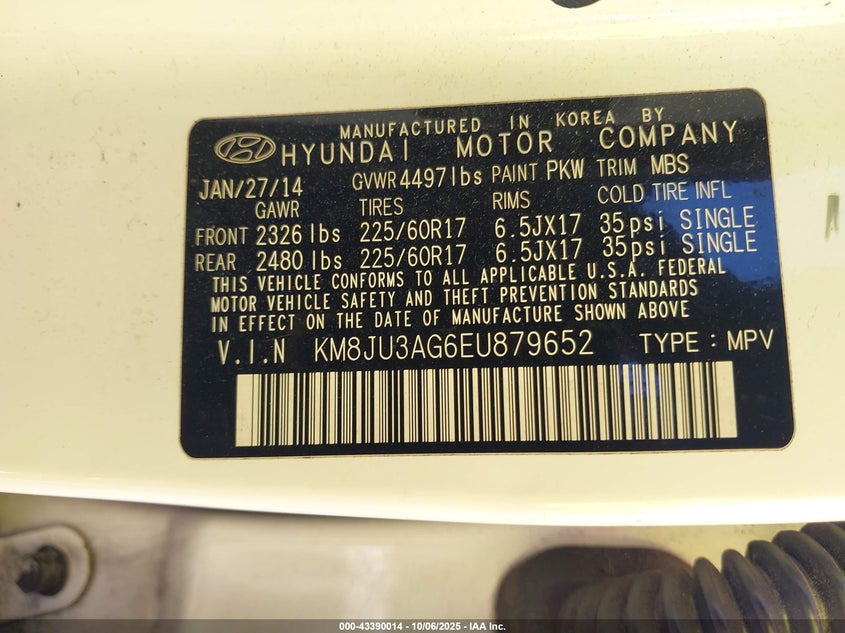 MANUFACTURED IN KOREA BY
HYUNDAI MOTOR COMPANY
JAN/27/14 GVWR 4497lbs PAINT PKW TRIM MBS
GAWR TIRES RIMS COLD TIRE INFL
FRONT 2326 lbs 225/60R17 6.5JX17 35psi SINGLE
REAR 2480 lbs 225/60R17 6.5JX17 35psi SINGLE
THIS VEHICLE CONFORMS TO ALL APPLICABLE U.S.A. FEDERAL
MOTOR VEHICLE SAFETY AND THEFT PREVENTION STANDARDS
IN EFFECT ON THE DATE OF MANUFACTURE SHOWN ABOVE
V.I.N KM8JU3AG6EU879652 TYPE : MPV
000-43390014 - 10/06/2025 - IAA Inc.